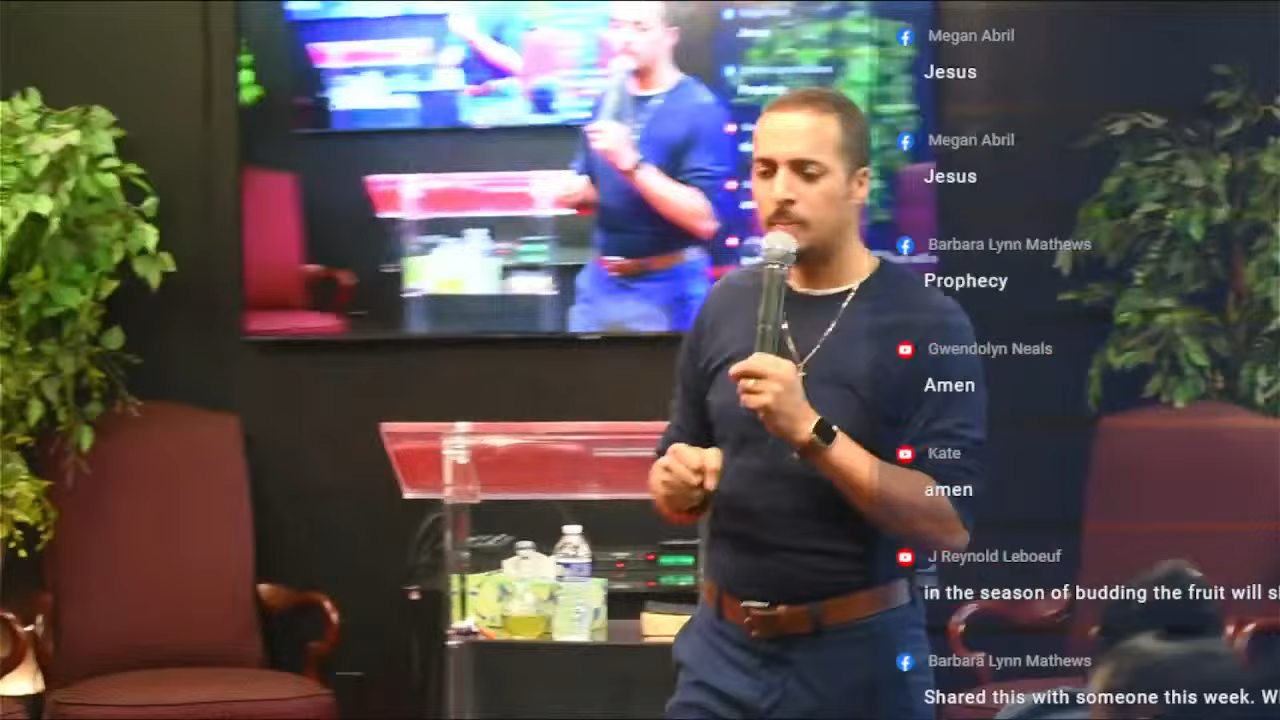 Megan Abril
Jesus
Megan Abril
Jesus
Barbara Lynn Mathews
Prophecy
Gwendolyn Neals
Amen
Kate
amen
J Reynold Leboeuf
in the season of budding the fruit will
Barbara Lynn Mathews
Shared this with someone this week.